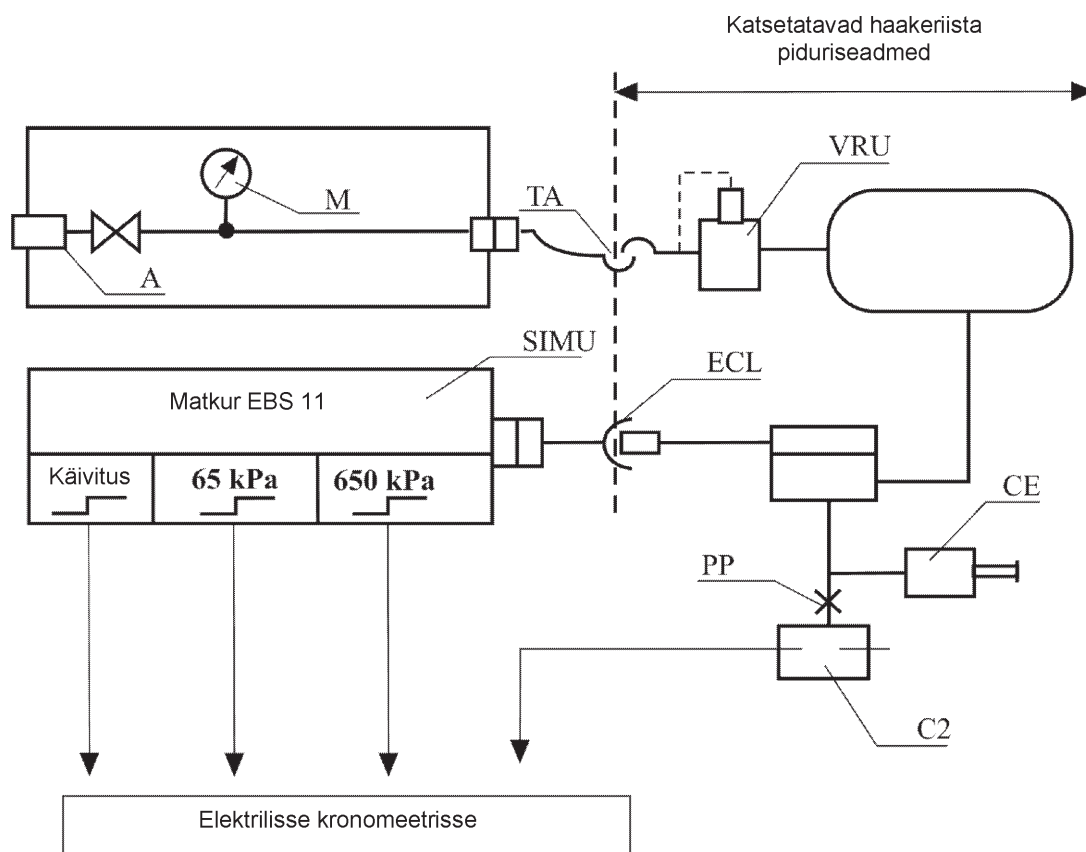 Katsetatavad haakeriista
piduriseadmed
VRU
M
TA
A
SIMU
ECL
Matkur EBS 11
Käivitus
65 kPa
650 kPa
CE
PP
C2
Elektrilisse kronomeetrisse